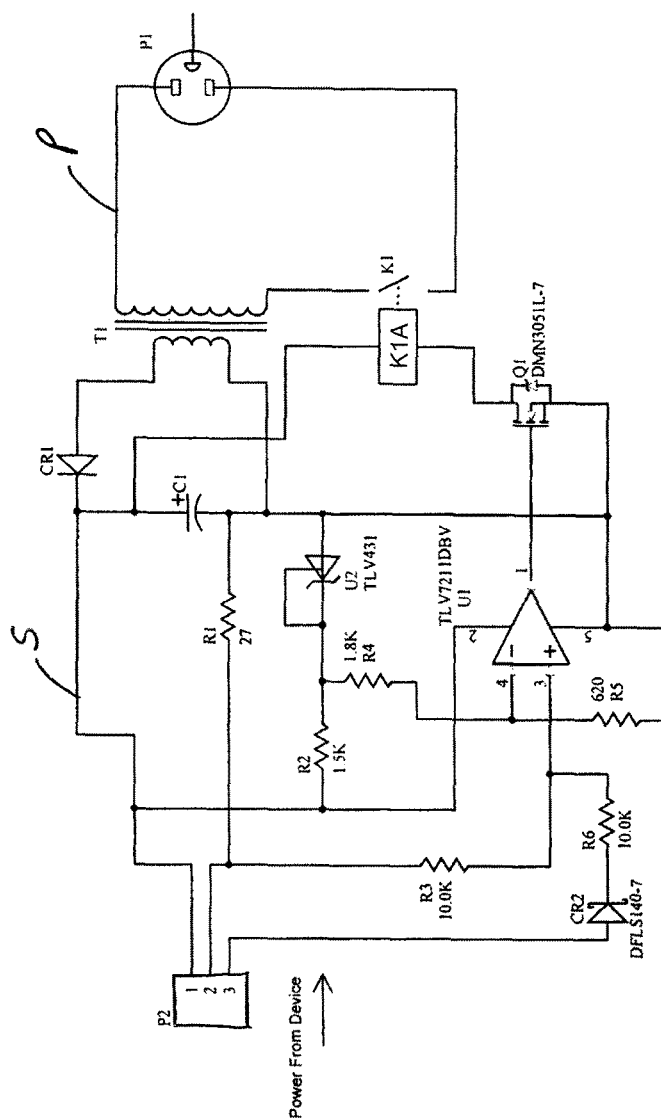 P1
P
T1
K1
K1A
Q1
DMN3051L-7
CR1
+
C1
S
R1
27
U2
TLV431
1.8K
R4
R2
1.5K
TLV7211DBV
U1
1
2
5
4
3
−
+
620
R5
R3
10.0K
R6
10.0K
CR2
DFLS140-7
P2
1
2
3
Power From Device